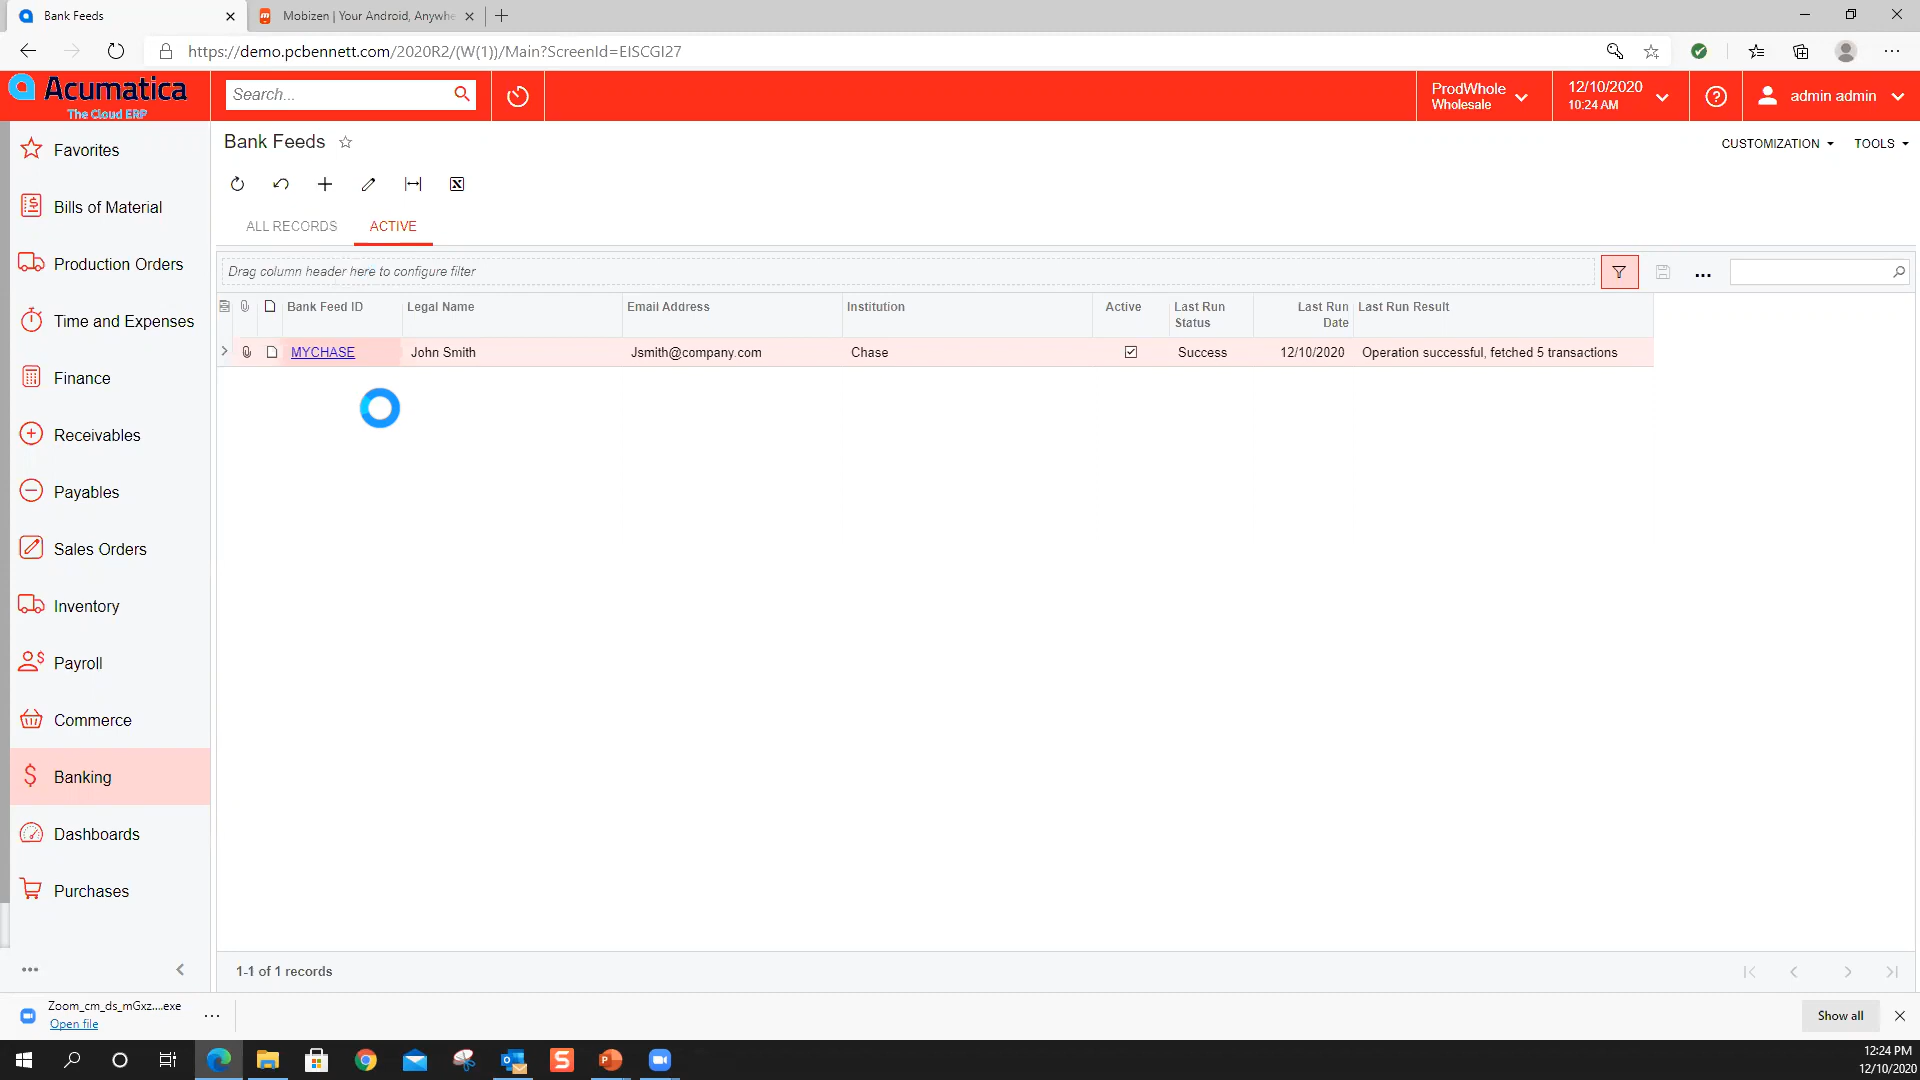 Bank Feeds
Mobizen | Your Android, Anywhe
https://demo.pcbennett.com/2020R2/(W(1))/Main?ScreenId=EISCGI27
Acumatica
The Cloud ERP
Search...
ProdWhole
Wholesale
12/10/2020
10:24 AM
admin admin
Favorites
Bills of Material
Production Orders
Time and Expenses
Finance
Receivables
Payables
Sales Orders
Inventory
Payroll
Commerce
Banking
Dashboards
Purchases
Bank Feeds
CUSTOMIZATION
TOOLS
ALL RECORDS
ACTIVE
Drag column header here to configure filter
Bank Feed ID
Legal Name
Email Address
Institution
Active
Last Run
Status
Last Run
Date
Last Run Result
MYCHASE
John Smith
Jsmith@company.com
Chase
Success
12/10/2020
Operation successful, fetched 5 transactions
1-1 of 1 records
Zoom_cm_ds_mGxz....exe
Open file
Show all
12:24 PM
12/10/2020